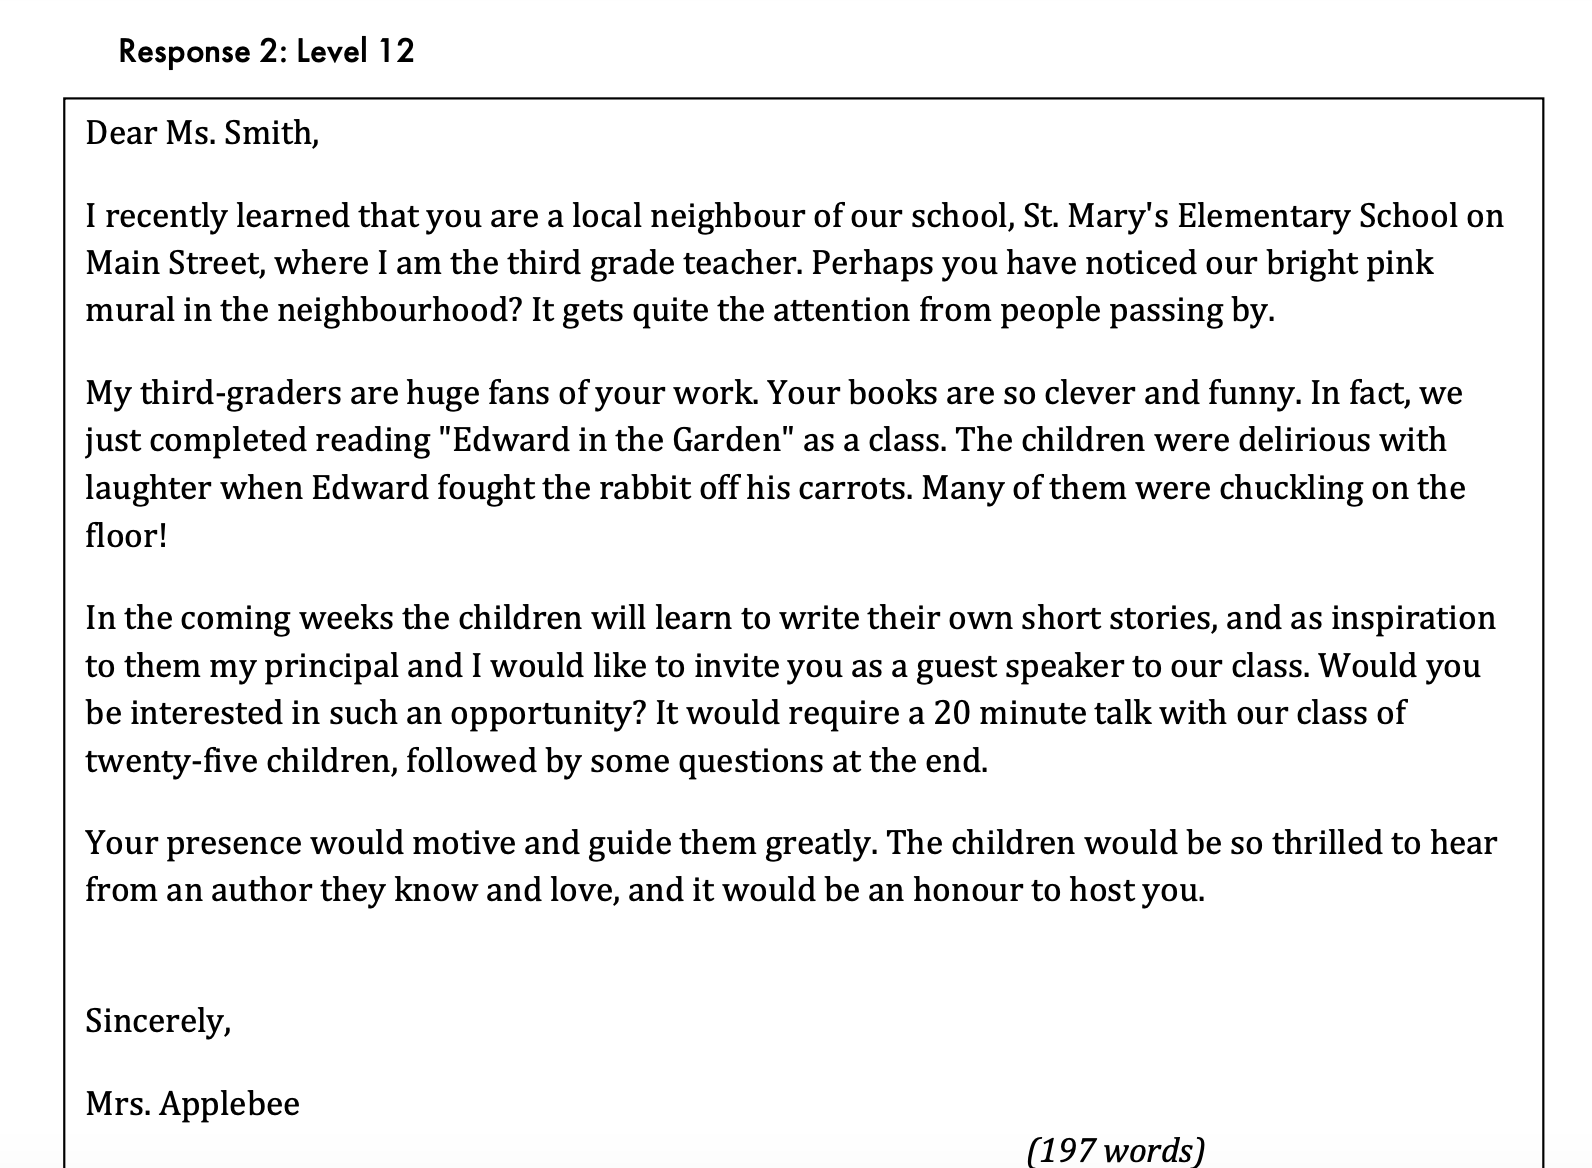 Response 2: Level 12
Dear Ms. Smith,
I recently learned that you are a local neighbour of our school, St. Mary's Elementary School on
Main Street, where I am the third grade teacher. Perhaps you have noticed our bright pink
mural in the neighbourhood? It gets quite the attention from people passing by.
My third-graders are huge fans of your work. Your books are so clever and funny. In fact, we
just completed reading "Edward in the Garden" as a class. The children were delirious with
laughter when Edward fought the rabbit off his carrots. Many of them were chuckling on the
floor!
In the coming weeks the children will learn to write their own short stories, and as inspiration
to them my principal and I would like to invite you as a guest speaker to our class. Would you
be interested in such an opportunity? It would require a 20 minute talk with our class of
twenty-five children, followed by some questions at the end.
Your presence would motive and guide them greatly. The children would be so thrilled to hear
from an author they know and love, and it would be an honour to host you.
Sincerely,
Mrs. Applebee
(197 words)